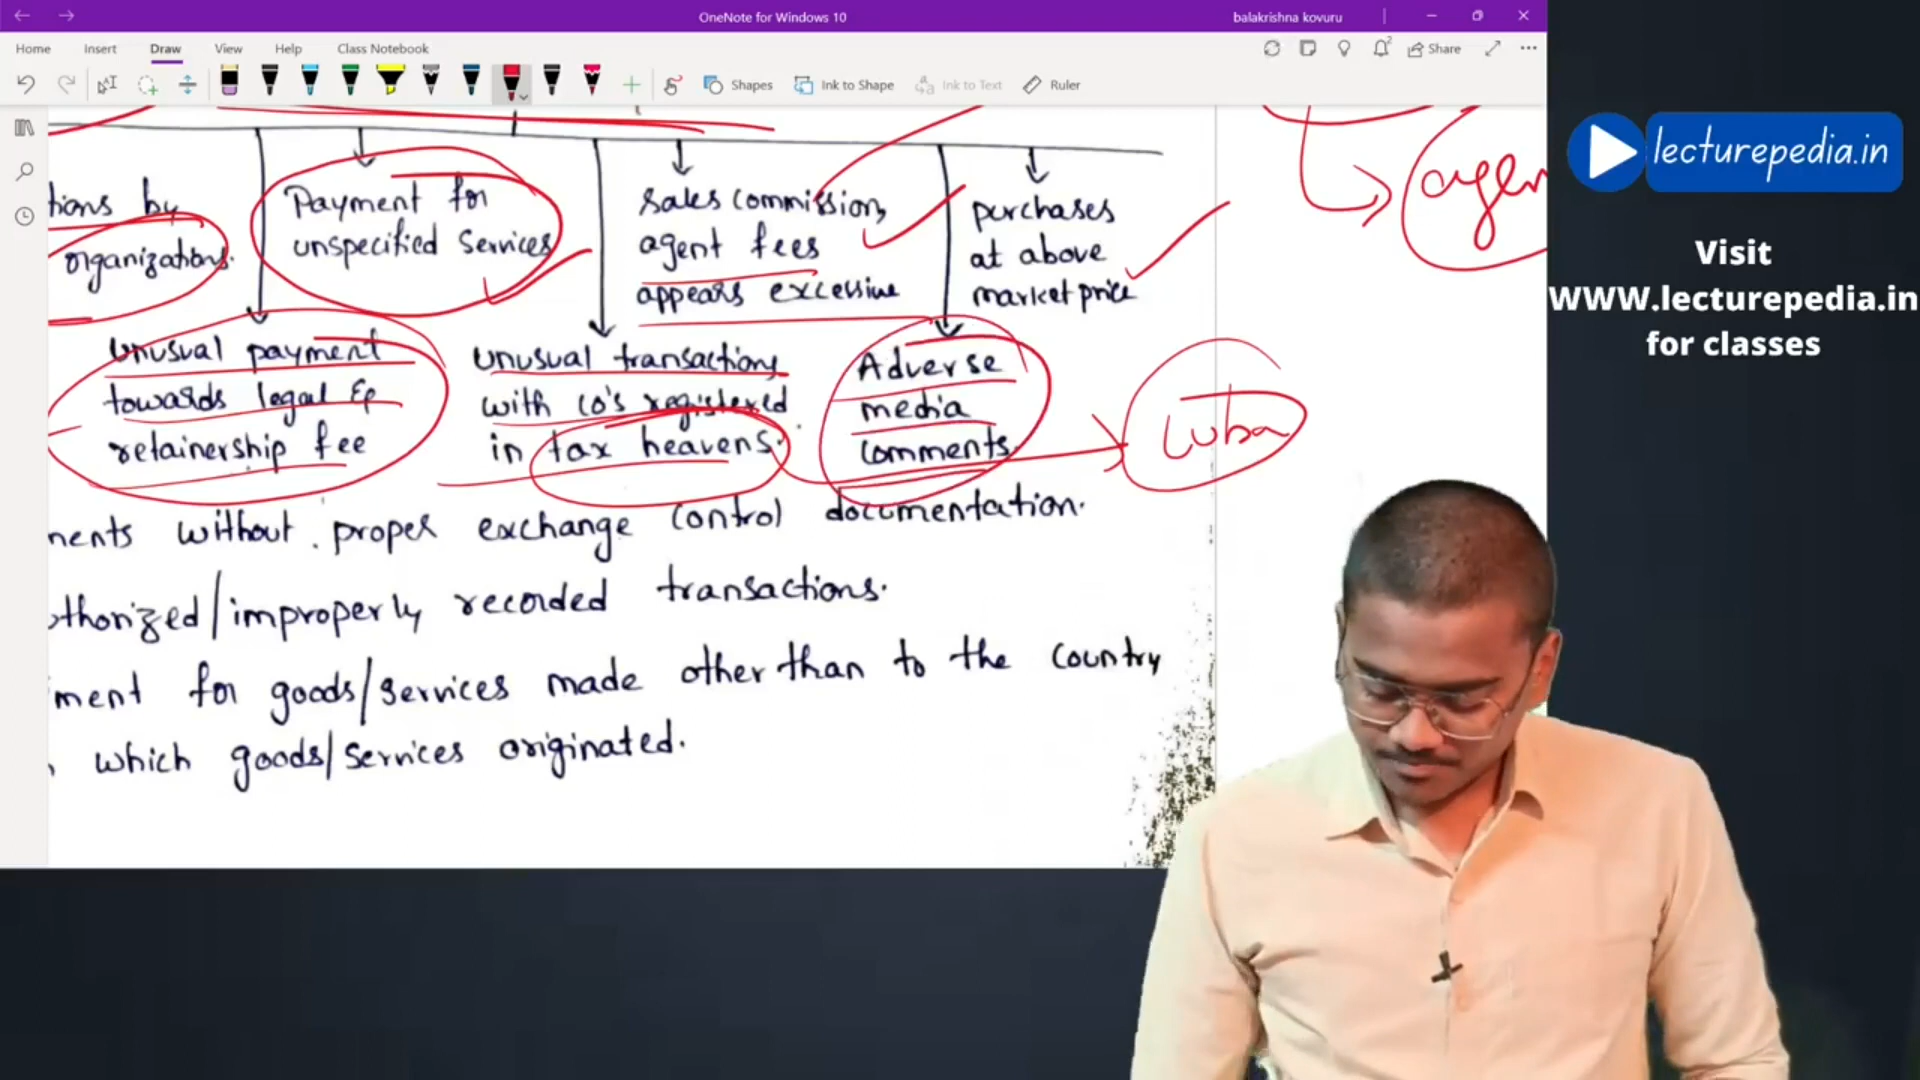 OneNote for Windows 10
balakrishna kovuru
Home Insert Draw View Help Class Notebook
Share
Shapes Ink to Shape Ink to Text Ruler
lecturepedia.in
Visit
WWW.lecturepedia.in
for classes
agen
tions by
organizations.
Payment for
unspecified services
sales commission,
agent fees
appears excessive
purchases
at above
market price
unusual payment
towards legal &
retainership fee
unusual transactions
with co's registered
in tax heavens.
Adverse
media
comments
Cuba
ments without proper exchange control documentation.
othorized/improperly recorded transactions.
ment for goods/services made other than to the country
which goods/services originated.